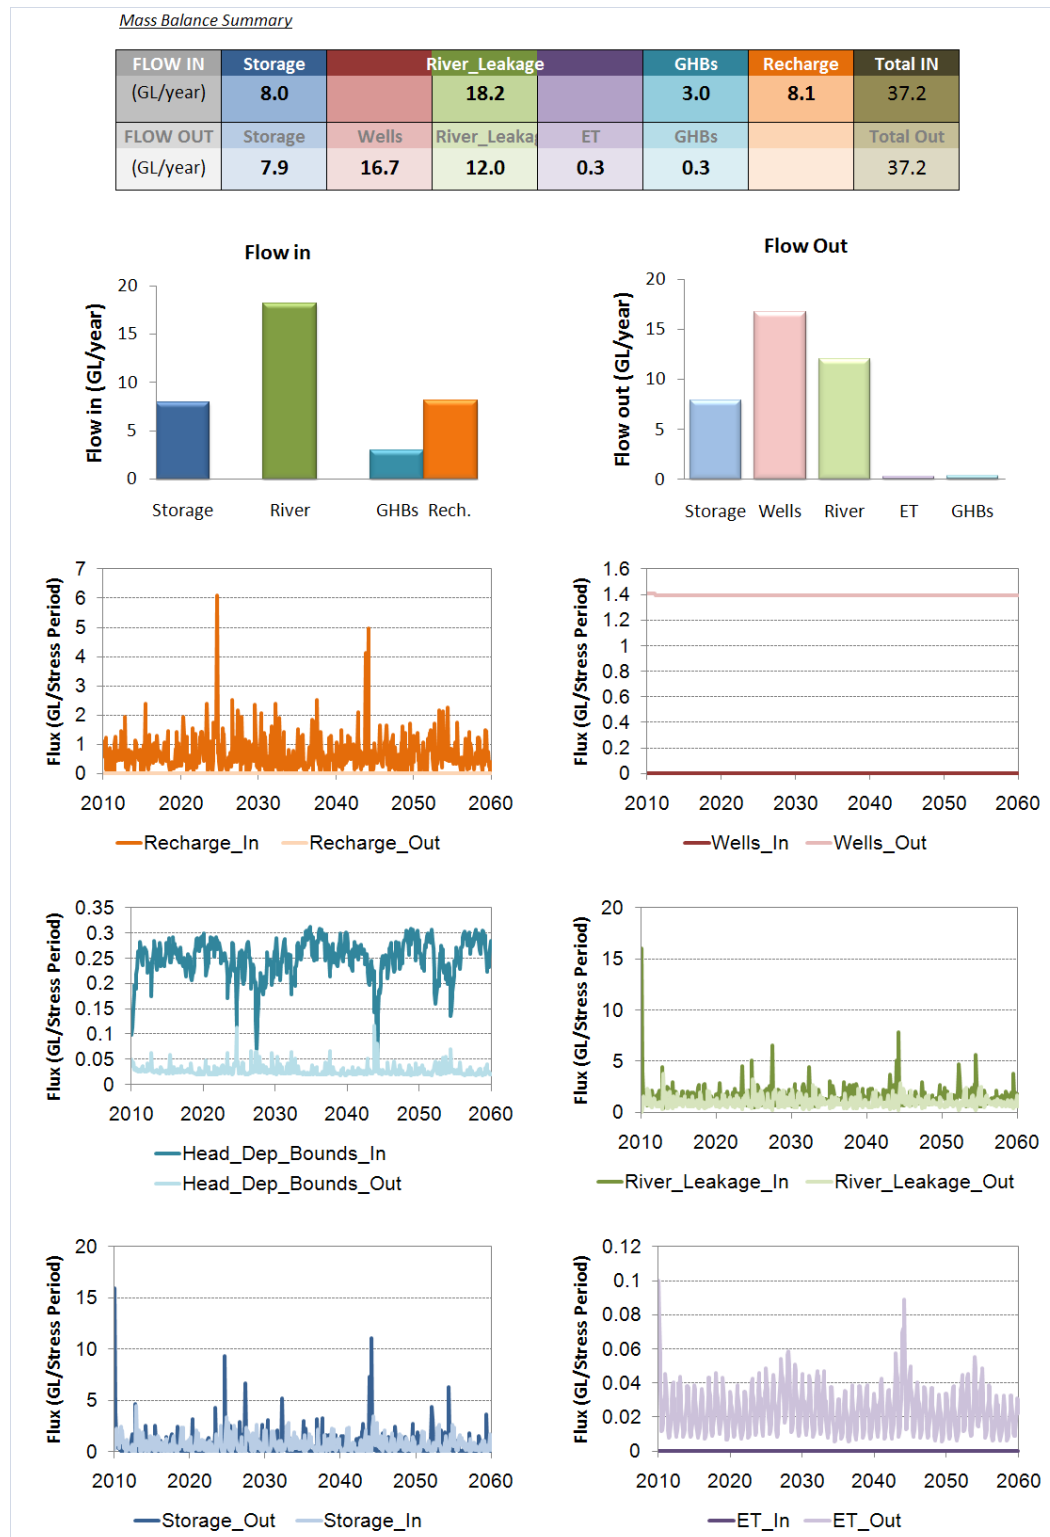 Mass Balance Summary
FLOW IN Storage River_Leakage GHBs Recharge Total IN
(GL/year) 8.0 18.2 3.0 8.1 37.2
FLOW OUT Storage Wells River_Leakag ET GHBs Total Out
(GL/year) 7.9 16.7 12.0 0.3 0.3 37.2
Flow in
Flow in (GL/year)
20
15
10
5
0
Storage River GHBs Rech.
Flow Out
Flow out (GL/year)
20
15
10
5
0
Storage Wells River ET GHBs
Flux (GL/Stress Period)
7
6
5
4
3
2
1
0
2010 2020 2030 2040 2050 2060
Recharge_In Recharge_Out
Flux (GL/Stress Period)
1.6
1.4
1.2
1
0.8
0.6
0.4
0.2
0
2010 2020 2030 2040 2050 2060
Wells_In Wells_Out
Flux (GL/Stress Period)
0.35
0.3
0.25
0.2
0.15
0.1
0.05
0
2010 2020 2030 2040 2050 2060
Head_Dep_Bounds_In
Head_Dep_Bounds_Out
Flux (GL/Stress Period)
20
15
10
5
0
2010 2020 2030 2040 2050 2060
River_Leakage_In River_Leakage_Out
Flux (GL/Stress Period)
20
15
10
5
0
2010 2020 2030 2040 2050 2060
Storage_Out Storage_In
Flux (GL/Stress Period)
0.12
0.1
0.08
0.06
0.04
0.02
0
2010 2020 2030 2040 2050 2060
ET_In ET_Out